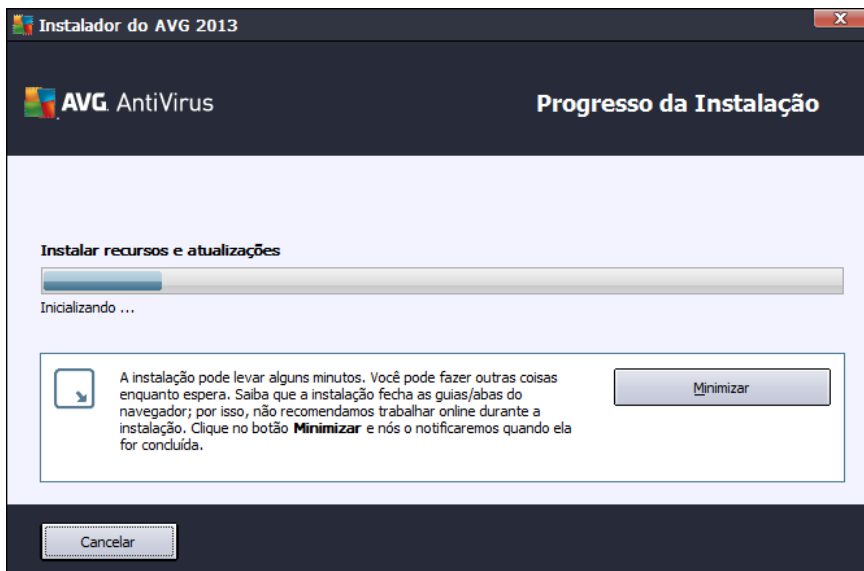 Instalador do AVG 2013
AVG. AntiVirus
Progresso da Instalação
Instalar recursos e atualizações
Inicializando ...
A instalação pode levar alguns minutos. Você pode fazer outras coisas
enquanto espera. Saiba que a instalação fecha as guias/abas do
navegador; por isso, não recomendamos trabalhar online durante a
instalação. Clique no botão Minimizar e nós o notificaremos quando ela
for concluída.
Minimizar
Cancelar